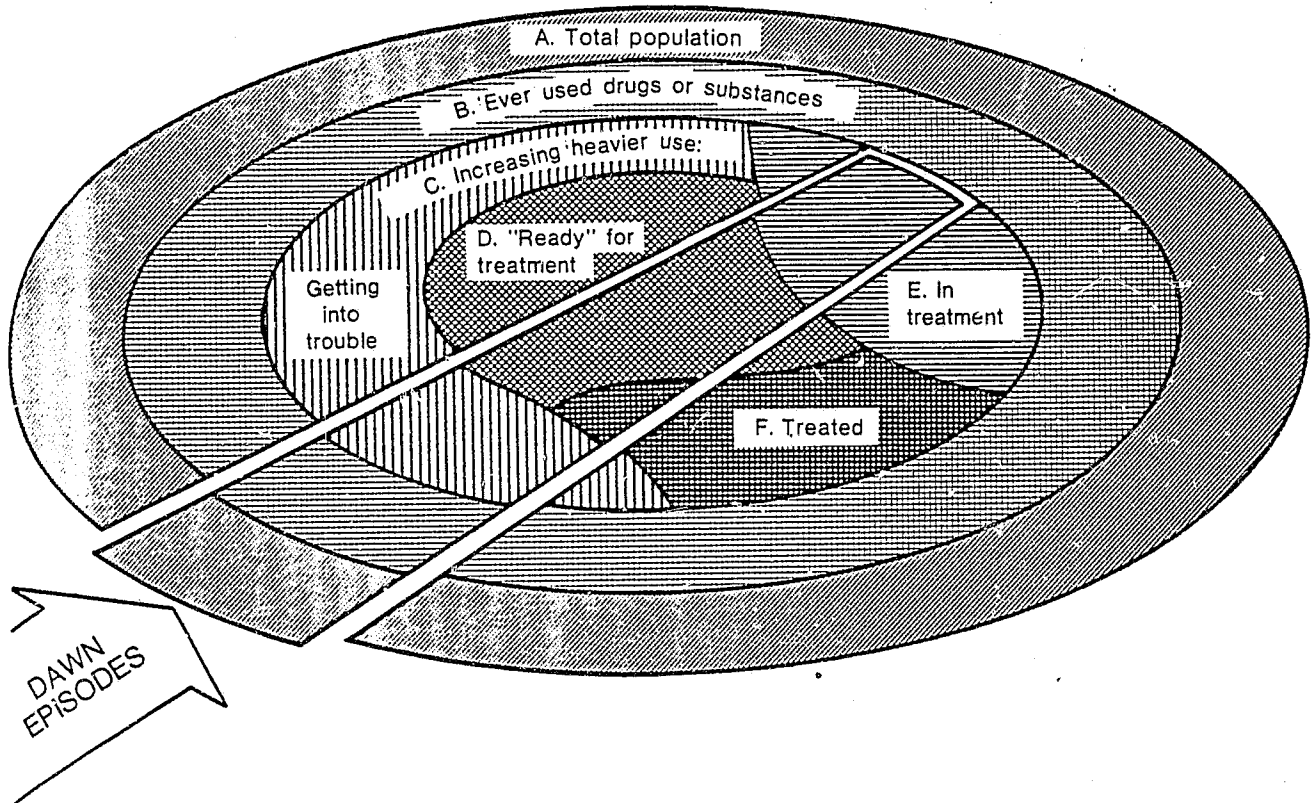 A. Total population
B. Ever used drugs or substances
C. Increasing heavier use:
D. "Ready" for
treatment
Getting
into
trouble
E. In
treatment
F. Treated
DAWN
EPISODES